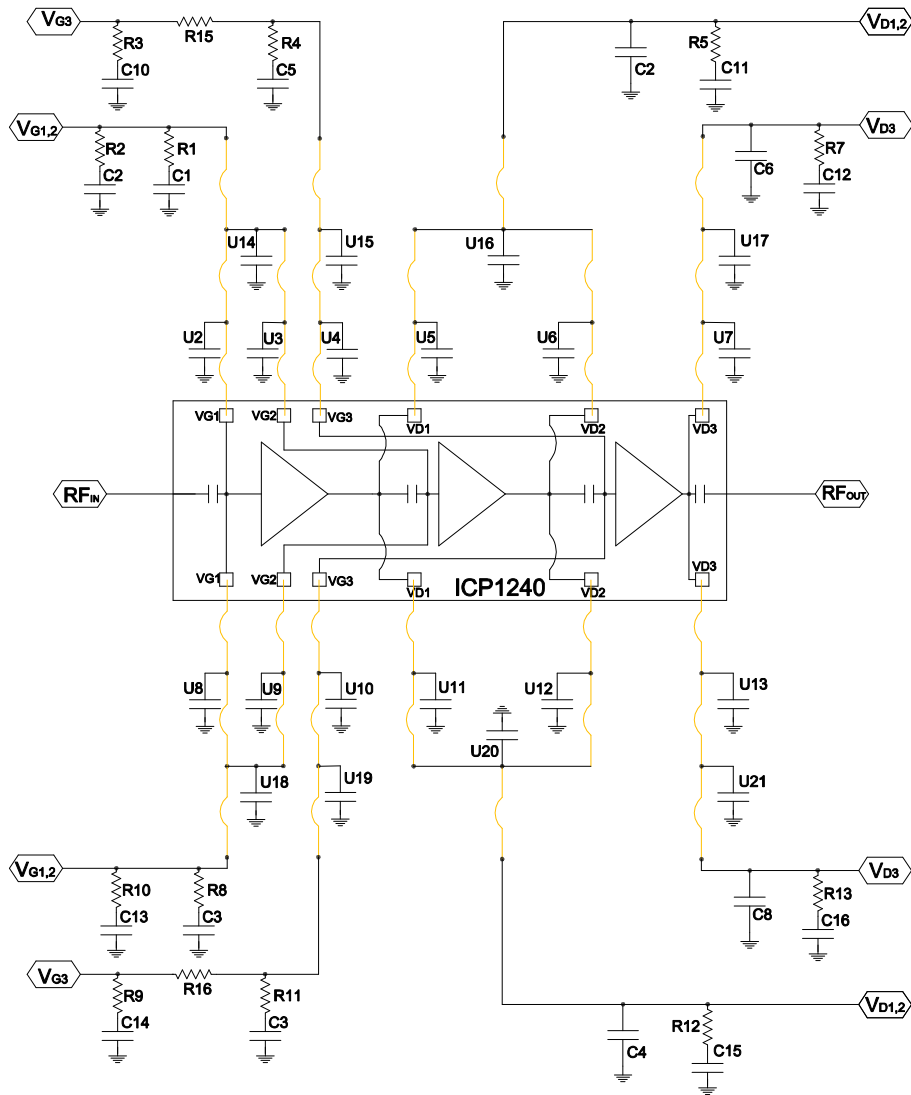 VG3
R15
R3
R4
C10
C5
R5
C2
C11
VD1,2
VG1,2
R2
R1
C2
C1
VD3
R7
C6
C12
U14
U15
U16
U17
U2
U3
U4
U5
U6
U7
VG1
VG2
VG3
VD1
VD2
VD3
RFIN
RFOUT
VG1
VG2
VG3
VD1
VD2
VD3
ICP1240
U8
U9
U10
U11
U12
U13
U20
U18
U19
U21
VG1,2
R10
R8
C13
C3
VD3
R13
C8
C16
VG3
R16
R9
R11
C14
C3
VD1,2
R12
C4
C15